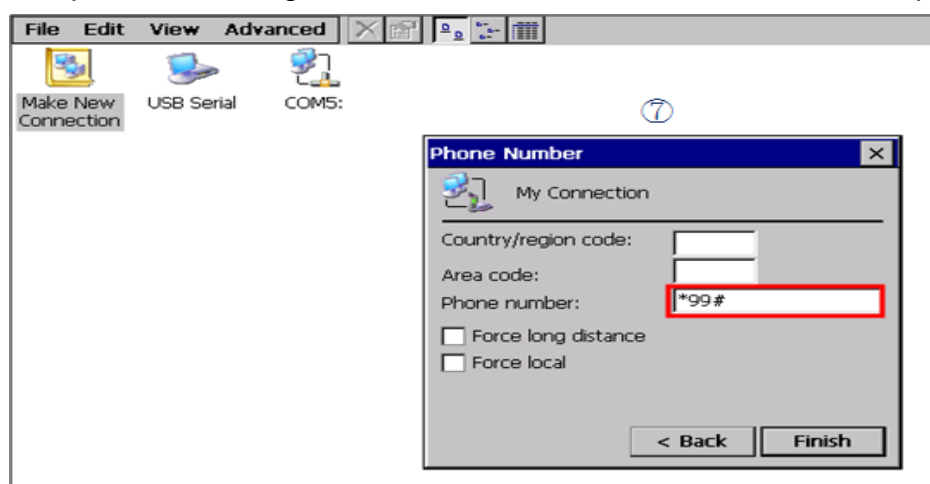 File Edit View Advanced
Make New Connection
USB Serial
COM5:
⑦
Phone Number
My Connection
Country/region code:
Area code:
Phone number: *99#
Force long distance
Force local
< Back Finish